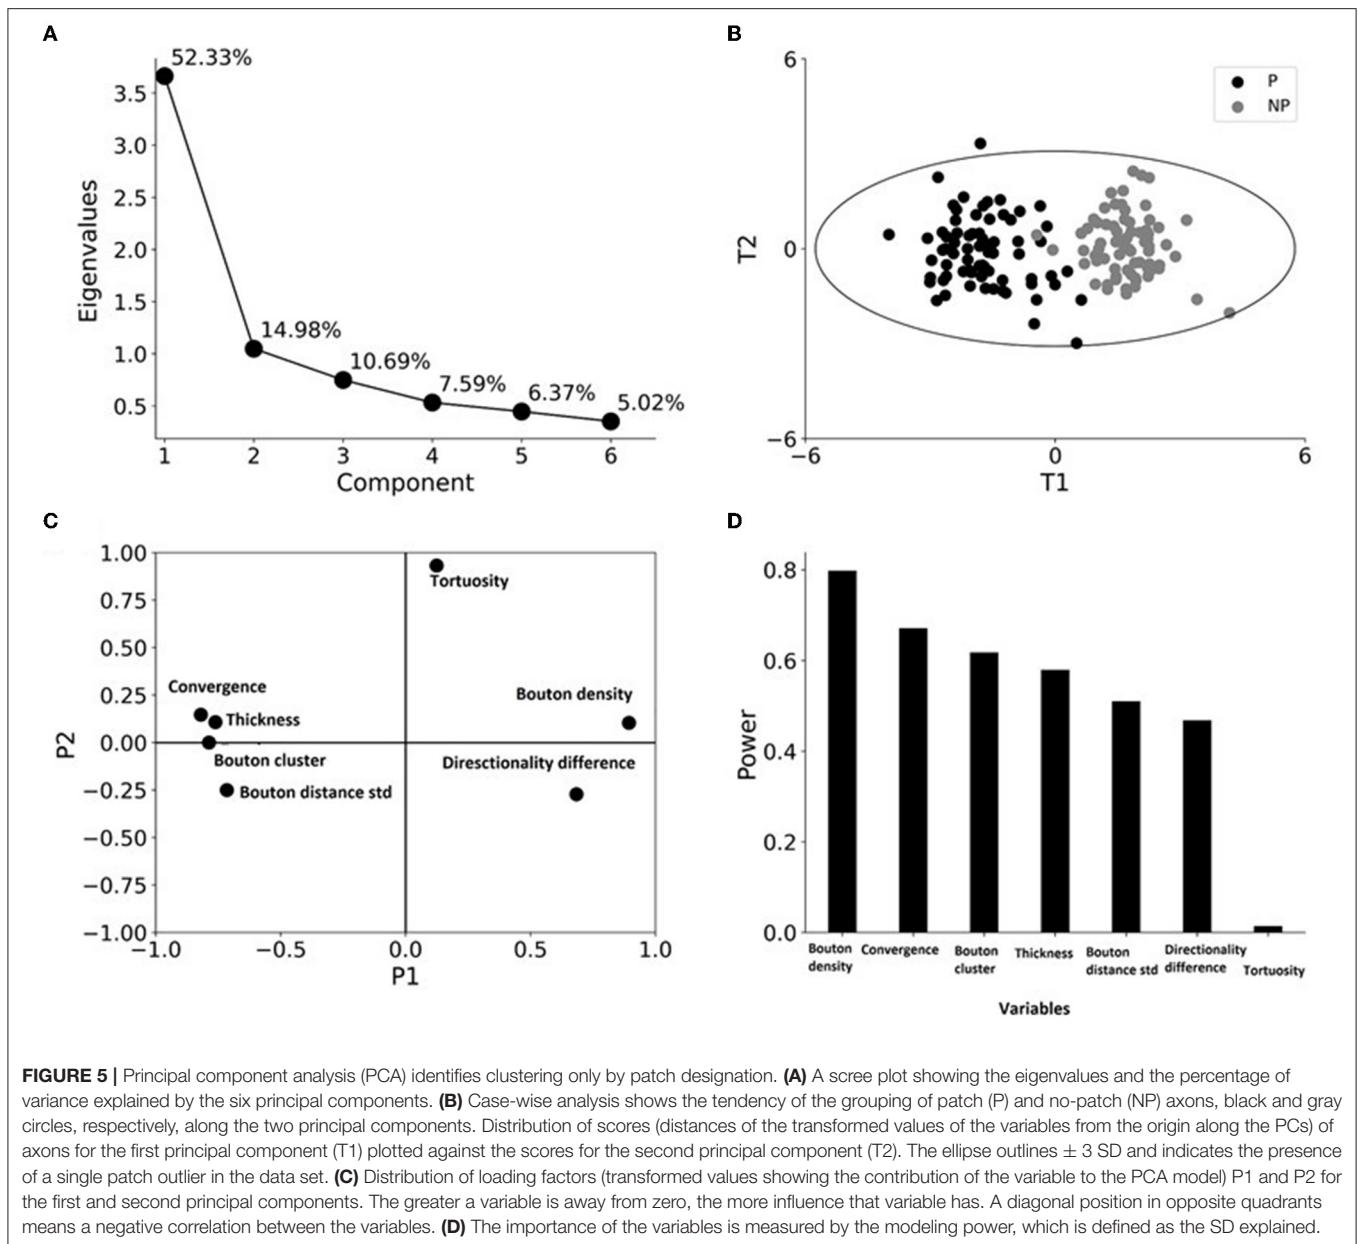 A
52.33%
3.5
3.0
2.5
2.0
1.5
1.0
0.5
Eigenvalues
14.98%
10.69%
7.59%
6.37%
5.02%
1 2 3 4 5 6
Component
B
6
0
−6
T2
P
NP
−6 0 6
T1
C
1.00
0.75
0.50
0.25
0.00
−0.25
−0.50
−0.75
−1.00
P2
Tortuosity
Convergence
Thickness
Bouton density
Bouton cluster
Diresctionality difference
Bouton distance std
−1.0 −0.5 0.0 0.5 1.0
P1
D
0.8
0.6
0.4
0.2
0.0
Power
Bouton
density
Convergence
Bouton
cluster
Thickness
Bouton
distance std
Directionality
difference
Tortuosity
Variables
FIGURE 5 | Principal component analysis (PCA) identifies clustering only by patch designation. (A) A scree plot showing the eigenvalues and the percentage of
variance explained by the six principal components. (B) Case-wise analysis shows the tendency of the grouping of patch (P) and no-patch (NP) axons, black and gray
circles, respectively, along the two principal components. Distribution of scores (distances of the transformed values of the variables from the origin along the PCs) of
axons for the first principal component (T1) plotted against the scores for the second principal component (T2). The ellipse outlines ± 3 SD and indicates the presence
of a single patch outlier in the data set. (C) Distribution of loading factors (transformed values showing the contribution of the variable to the PCA model) P1 and P2 for
the first and second principal components. The greater a variable is away from zero, the more influence that variable has. A diagonal position in opposite quadrants
means a negative correlation between the variables. (D) The importance of the variables is measured by the modeling power, which is defined as the SD explained.